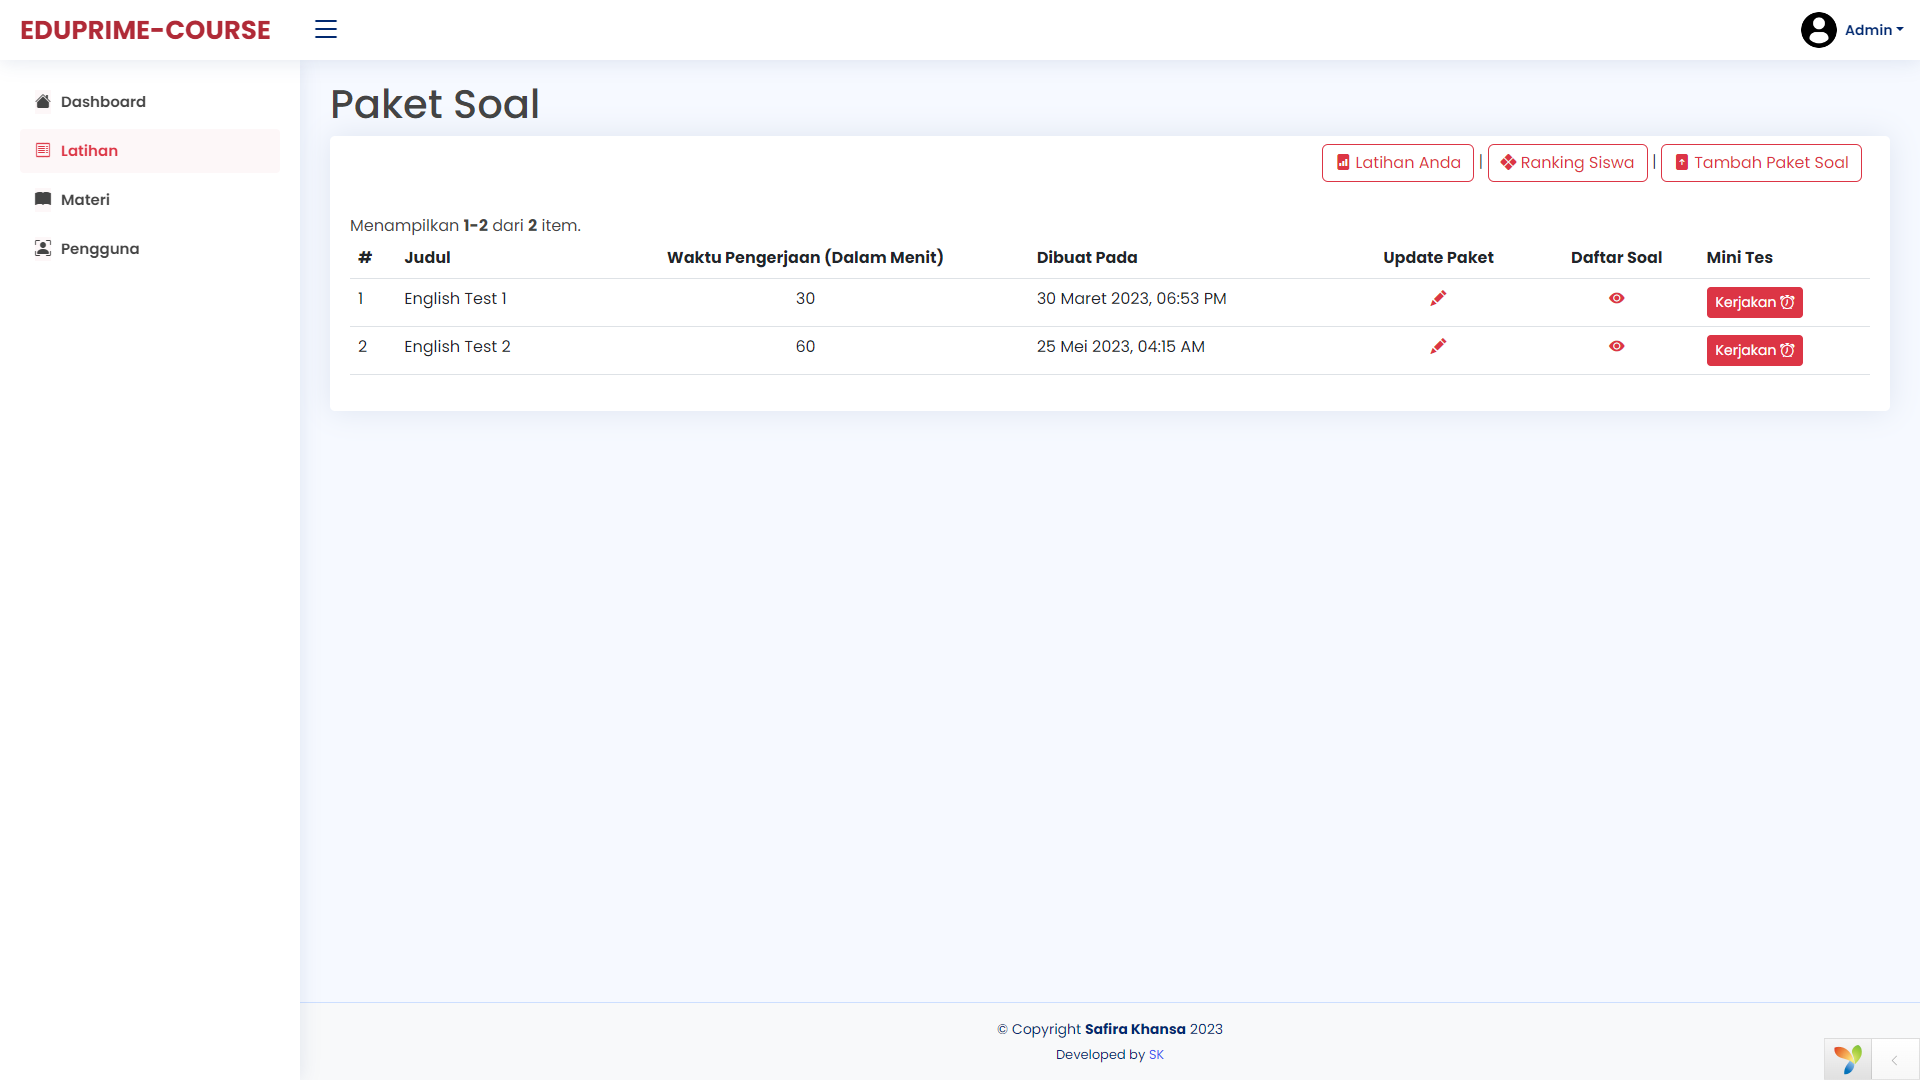 EDUPRIME-COURSE
Admin
Dashboard
Latihan
Materi
Pengguna
Paket Soal
Latihan Anda | Ranking Siswa | Tambah Paket Soal
Menampilkan 1-2 dari 2 item.
# Judul Waktu Pengerjaan (Dalam Menit) Dibuat Pada Update Paket Daftar Soal Mini Tes
1 English Test 1 30 30 Maret 2023, 06:53 PM Kerjakan
2 English Test 2 60 25 Mei 2023, 04:15 AM Kerjakan
© Copyright Safira Khansa 2023
Developed by SK